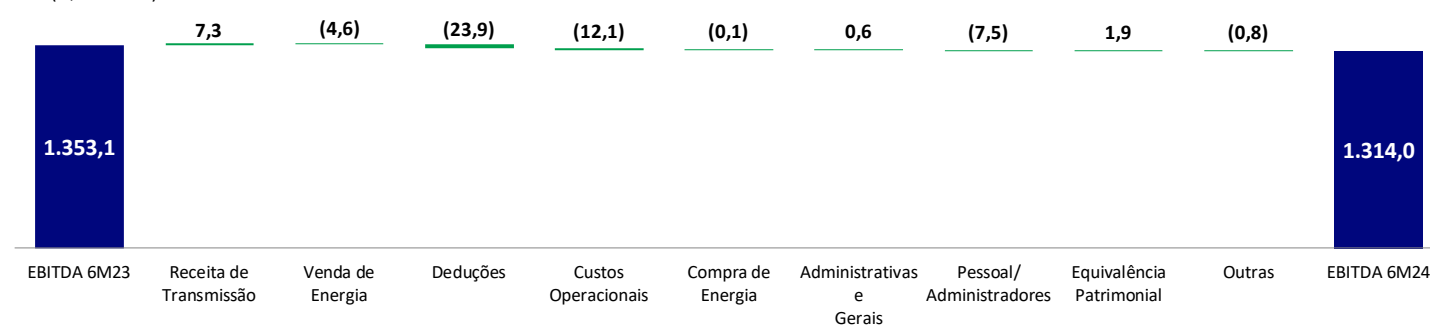 7,3 (4,6) (23,9) (12,1) (0,1) 0,6 (7,5) 1,9 (0,8)
1.353,1 1.314,0
EBITDA 6M23 Receita de Venda de Deduções Custos Compra de Administrativas Pessoal/ Equivalência Outras EBITDA 6M24
Transmissão Energia Operacionais Energia e Administradores Patrimonial
Gerais